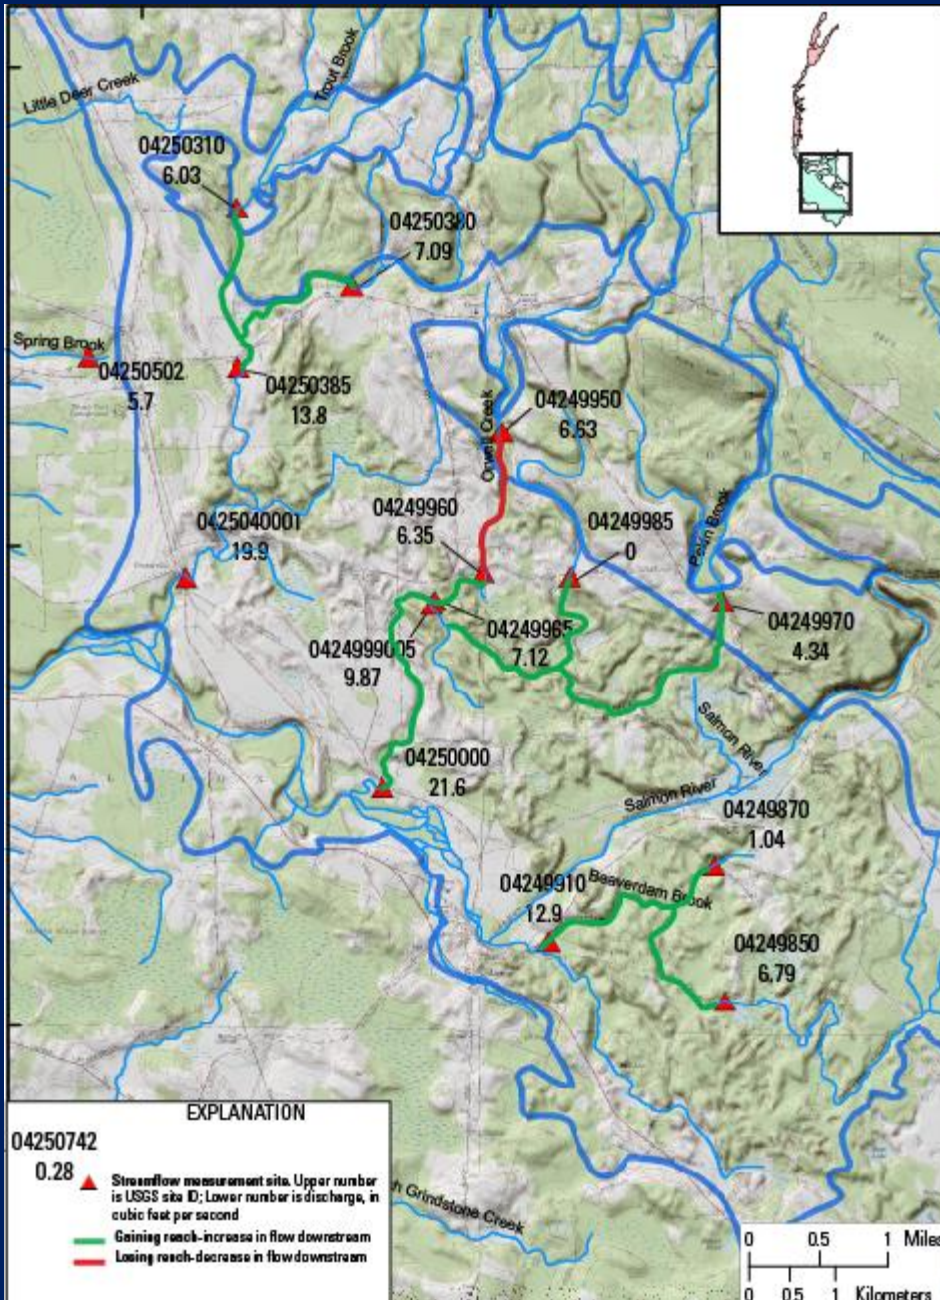 Little Deer Creek
Trout Brook
04250310
6.03
04250380
7.09
Spring Brook
04250502
5.7
04250385
13.8
04249950
6.63
Orwell Creek
04249960
6.35
04249985
0
Pekin Brook
0425040001
19.9
04249965
7.12
04249970
4.34
0424999005
9.87
Salmon River
04250000
21.6
Salmon River
04249870
1.04
04249910
12.9
Beaverdam Brook
04249850
6.79
EXPLANATION
04250742
0.28
Streamflow measurement site. Upper number
is USGS site ID; Lower number is discharge, in
cubic feet per second
Gaining reach-increase in flow downstream
Losing reach-decrease in flow downstream
h Grindstone Creek
0 0.5 1 Miles
0 0.5 1 Kilometers